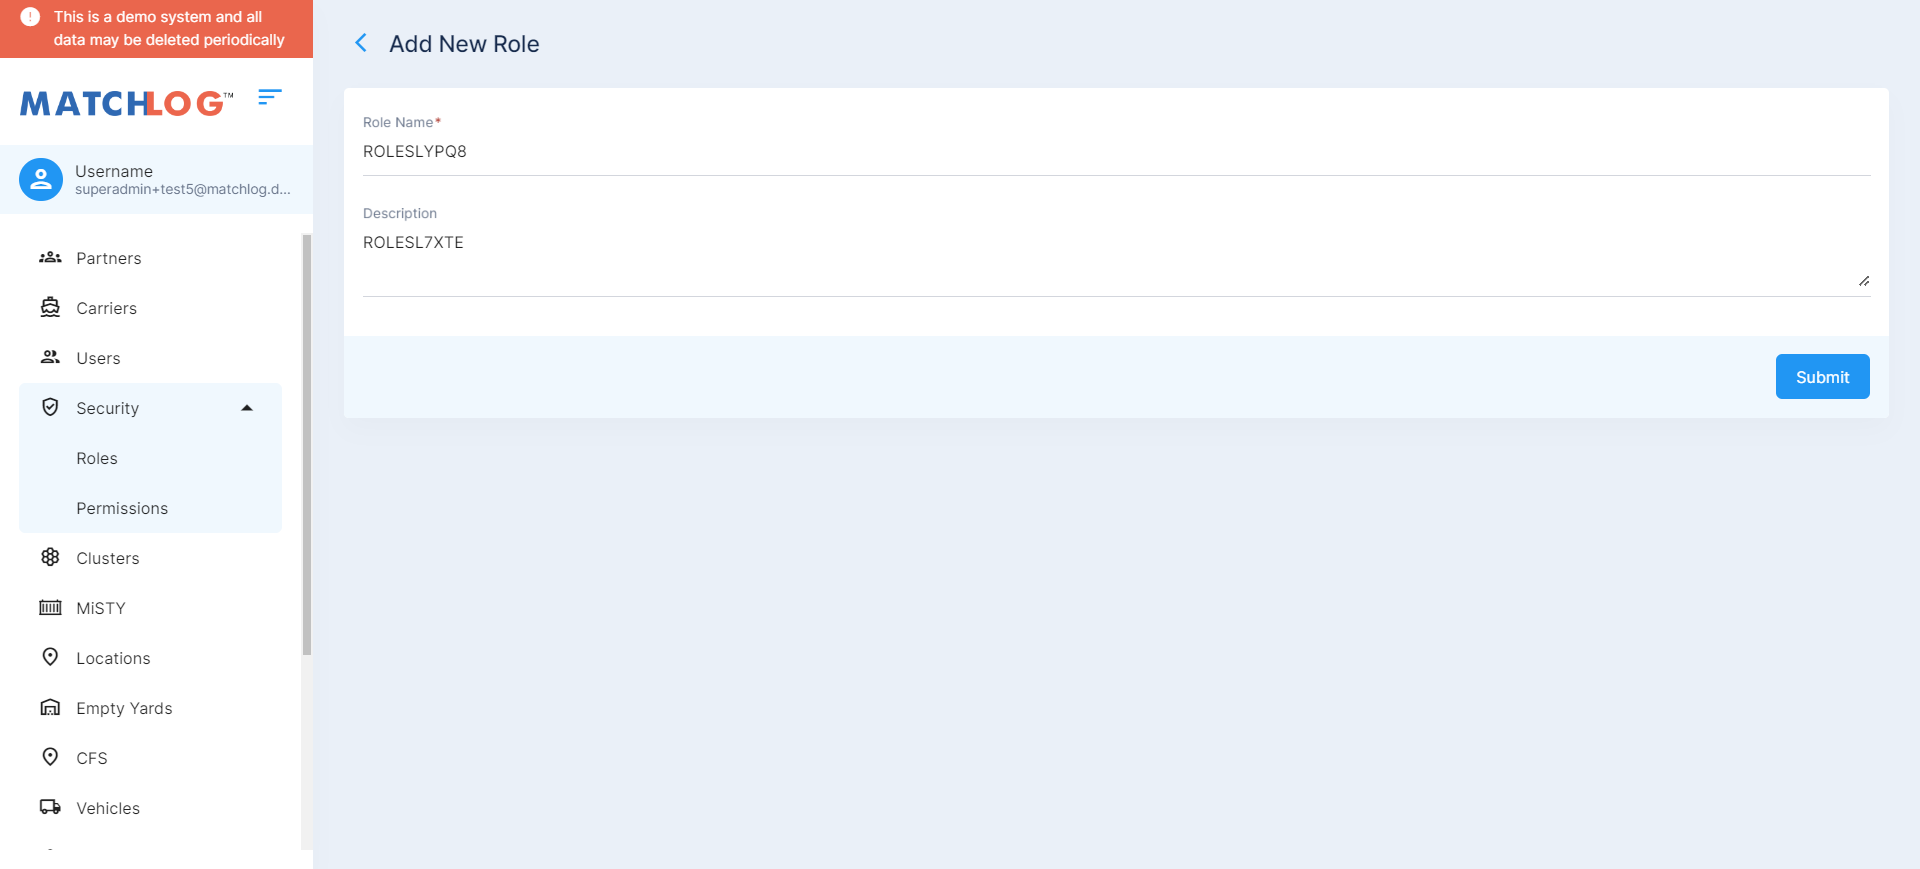 This is a demo system and all
data may be deleted periodically
MATCHLOG™
Username
superadmin+test5@matchlog.d...
Partners
Carriers
Users
Security
Roles
Permissions
Clusters
MiSTY
Locations
Empty Yards
CFS
Vehicles
Add New Role
Role Name*
ROLESLYPQ8
Description
ROLESL7XTE
Submit